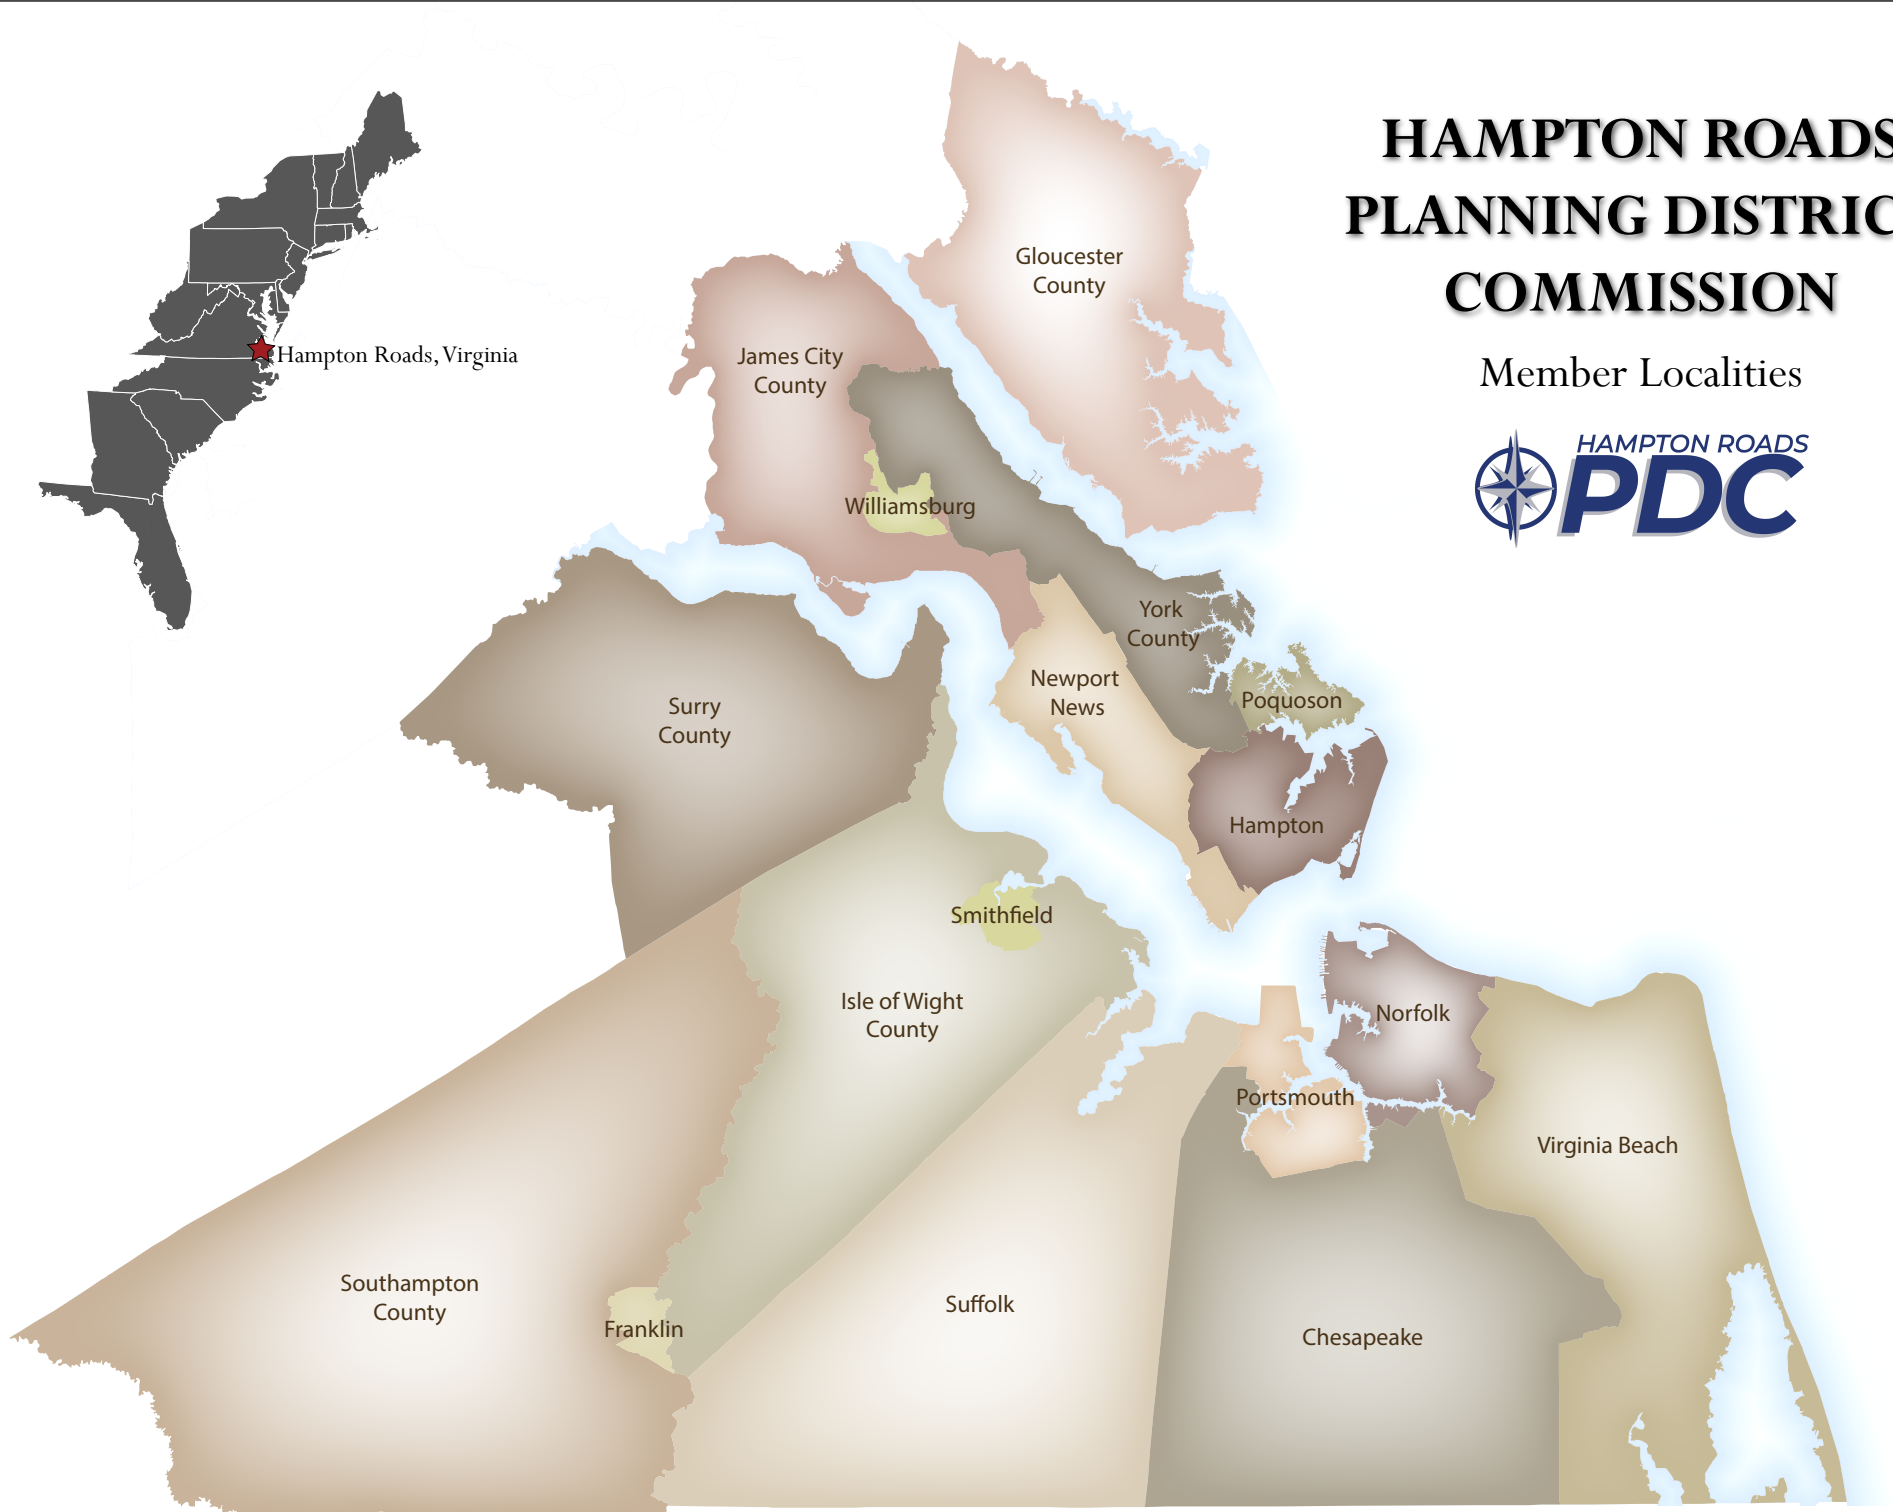 HAMPTON ROADS
PLANNING DISTRIC
COMMISSION
Member Localities
HAMPTON ROADS
PDC
Hampton Roads, Virginia
Gloucester
County
James City
County
Williamsburg
York
County
Newport
News
Poquoson
Surry
County
Hampton
Smithfield
Isle of Wight
County
Norfolk
Portsmouth
Virginia Beach
Southampton
County
Suffolk
Franklin
Chesapeake